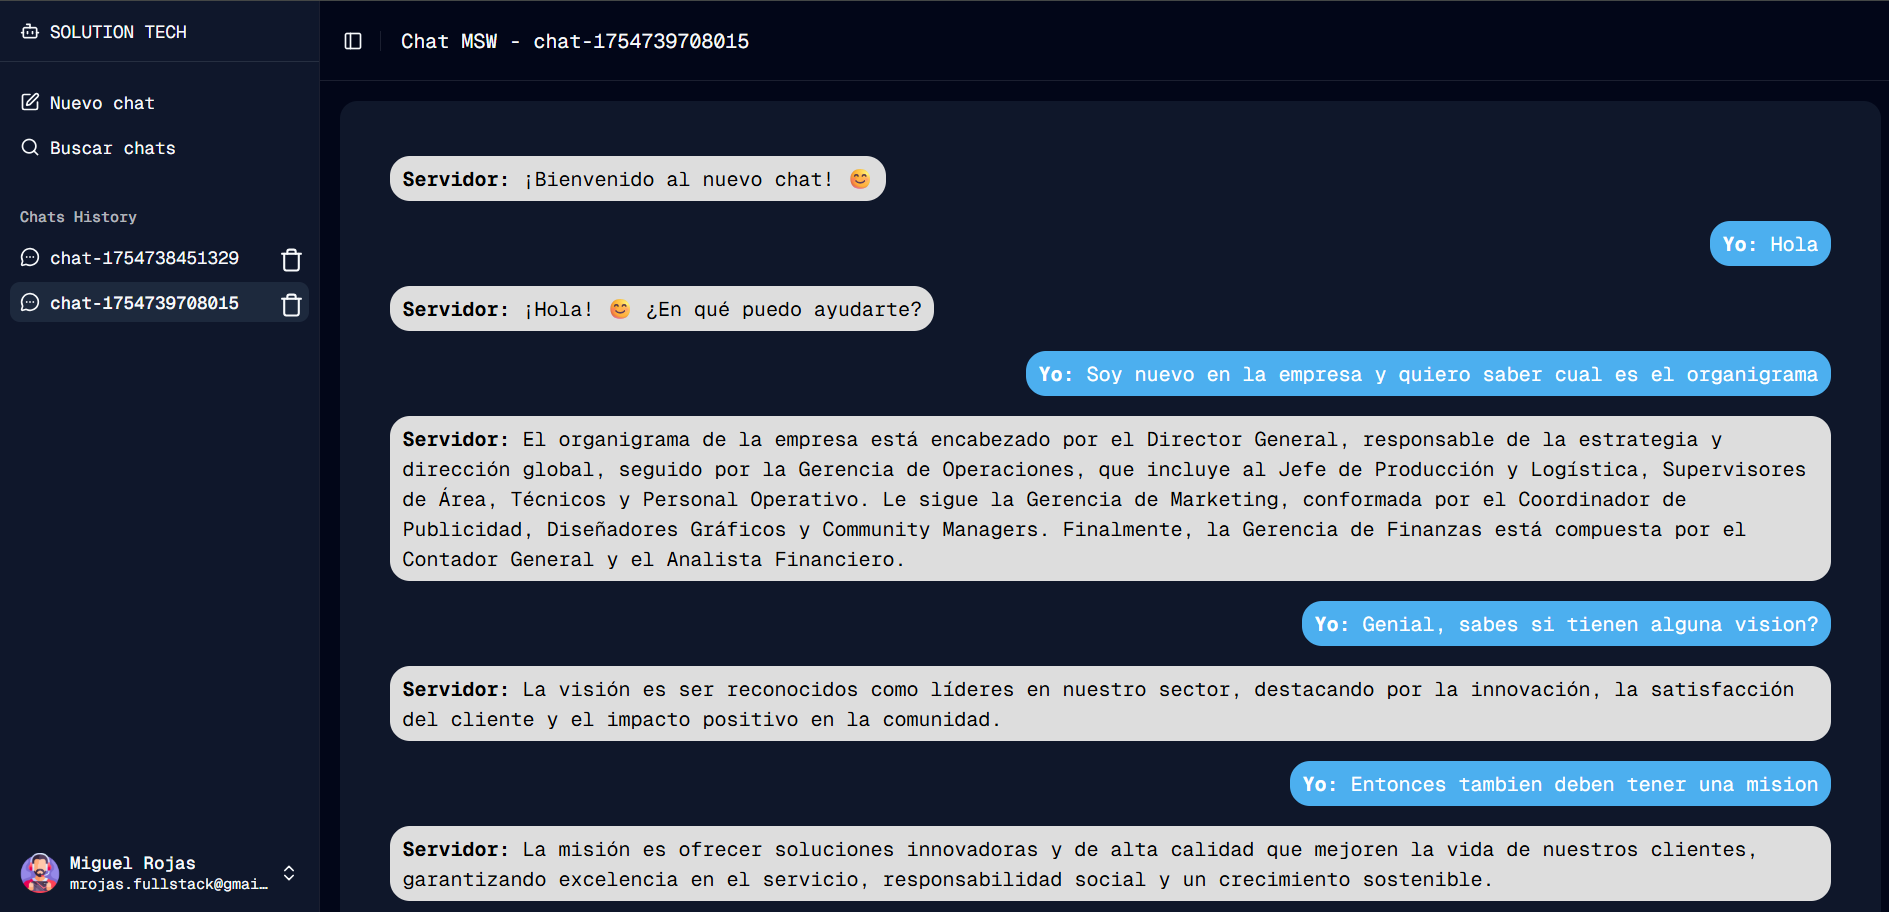 SOLUTION TECH
Nuevo chat
Buscar chats
Chats History
chat-1754738451329
chat-1754739708015
Miguel Rojas
mrojas.fullstack@gmai…
Chat MSW - chat-1754739708015
Servidor: ¡Bienvenido al nuevo chat! 😊
Yo: Hola
Servidor: ¡Hola! 😊 ¿En qué puedo ayudarte?
Yo: Soy nuevo en la empresa y quiero saber cual es el organigrama
Servidor: El organigrama de la empresa está encabezado por el Director General, responsable de la estrategia y
dirección global, seguido por la Gerencia de Operaciones, que incluye al Jefe de Producción y Logística, Supervisores
de Área, Técnicos y Personal Operativo. Le sigue la Gerencia de Marketing, conformada por el Coordinador de
Publicidad, Diseñadores Gráficos y Community Managers. Finalmente, la Gerencia de Finanzas está compuesta por el
Contador General y el Analista Financiero.
Yo: Genial, sabes si tienen alguna vision?
Servidor: La visión es ser reconocidos como líderes en nuestro sector, destacando por la innovación, la satisfacción
del cliente y el impacto positivo en la comunidad.
Yo: Entonces tambien deben tener una mision
Servidor: La misión es ofrecer soluciones innovadoras y de alta calidad que mejoren la vida de nuestros clientes,
garantizando excelencia en el servicio, responsabilidad social y un crecimiento sostenible.